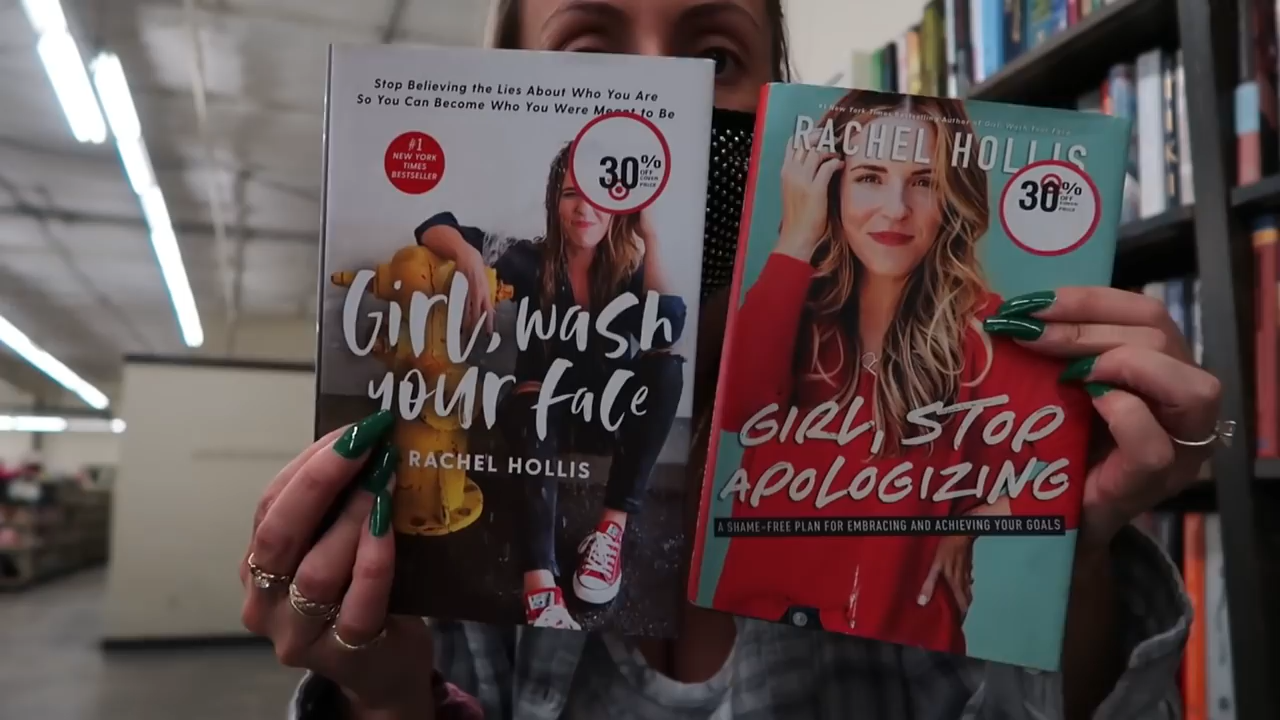 Stop Believing the Lies About Who You Are
So You Can Become Who You Were Meant to Be
#1
NEW YORK
TIMES
BESTSELLER
30%
OFF
COVER
PRICE
Girl, wash
your face
RACHEL HOLLIS
#1 New York Times Bestselling Author of Girl, Wash Your Face
RACHEL HOLLIS
30%
OFF
COVER
PRICE
GIRL, STOP
APOLOGIZING
A SHAME-FREE PLAN FOR EMBRACING AND ACHIEVING YOUR GOALS